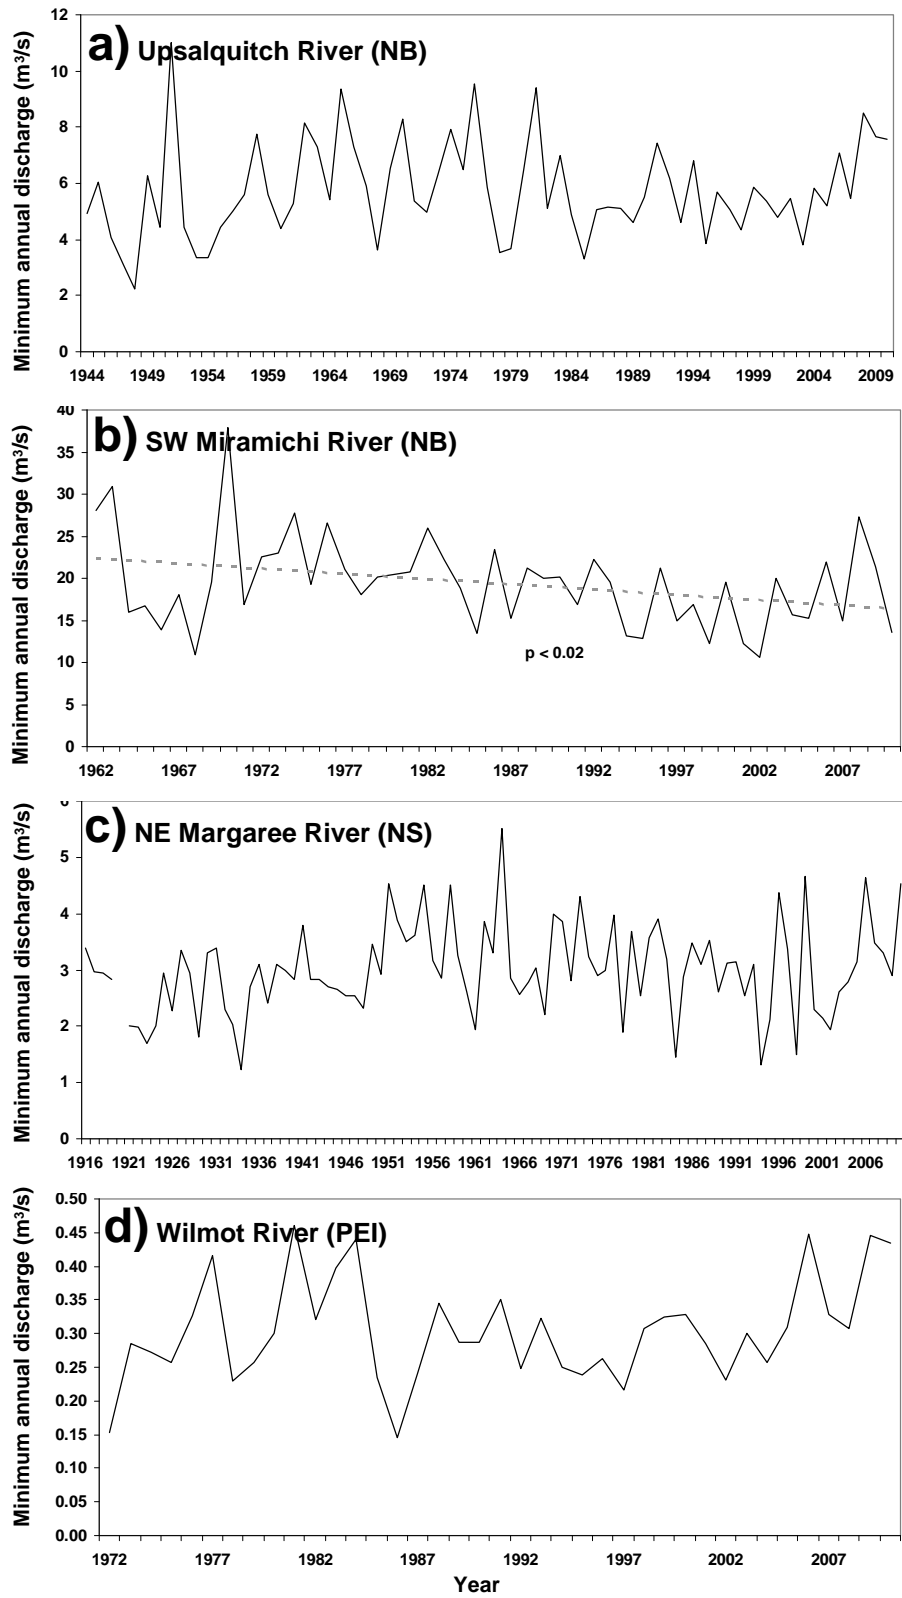 12
a) Upsalquitch River (NB)
10
8
6
4
2
0
Minimum annual discharge (m³/s)
1944 1949 1954 1959 1964 1969 1974 1979 1984 1989 1994 1999 2004 2009
40
b) SW Miramichi River (NB)
35
30
25
20
15
p < 0.02
10
5
0
Minimum annual discharge (m³/s)
1962 1967 1972 1977 1982 1987 1992 1997 2002 2007
6
c) NE Margaree River (NS)
5
4
3
2
1
0
Minimum annual discharge (m³/s)
1916 1921 1926 1931 1936 1941 1946 1951 1956 1961 1966 1971 1976 1981 1986 1991 1996 2001 2006
0.50
d) Wilmot River (PEI)
0.45
0.40
0.35
0.30
0.25
0.20
0.15
0.10
0.05
0.00
Minimum annual discharge (m³/s)
1972 1977 1982 1987 1992 1997 2002 2007
Year